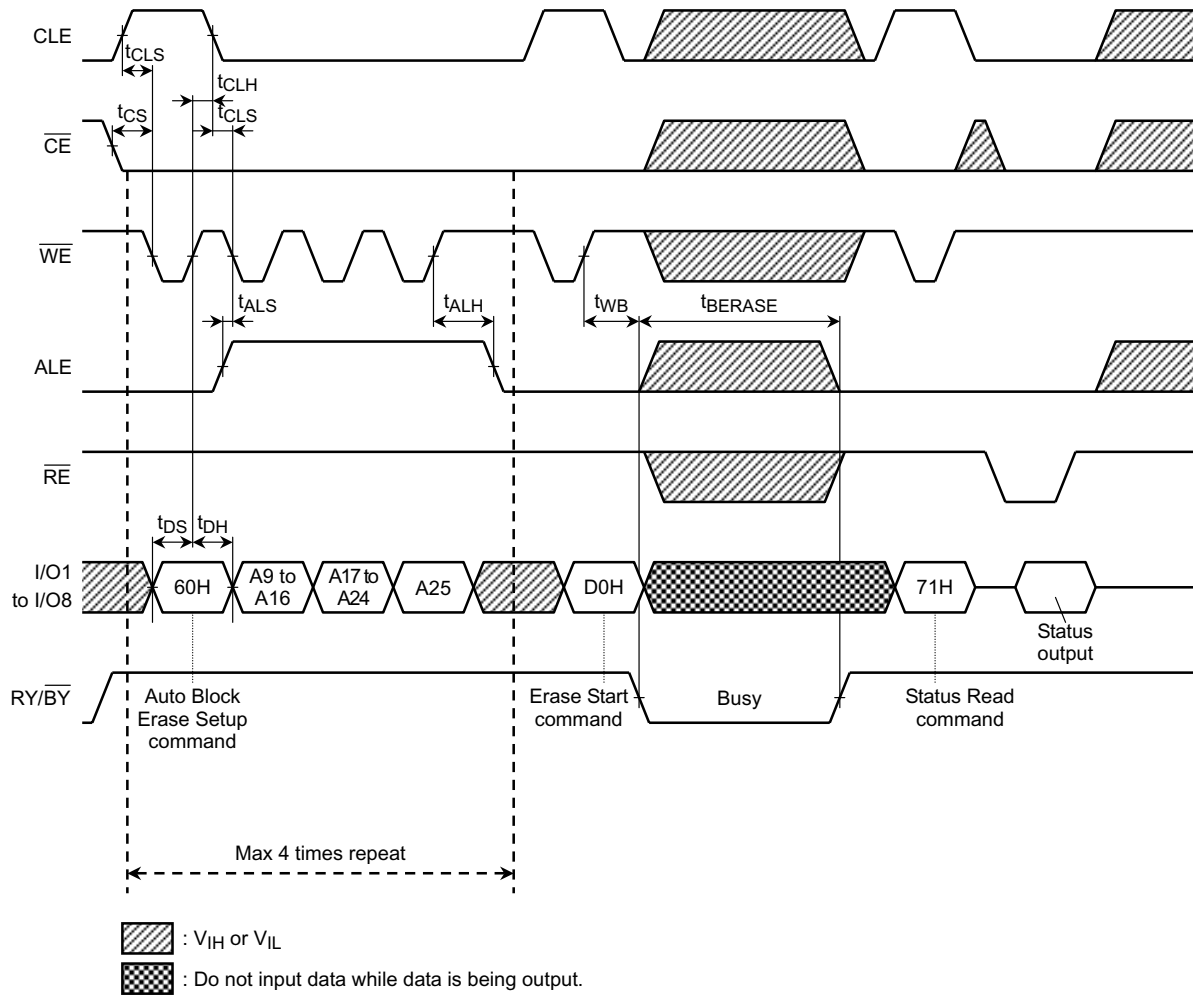 CLE
tCLS
tCLH
tCS
tCLS
CE
WE
tALS
tALH
tWB
tBERASE
ALE
RE
tDS
tDH
I/O1
to I/O8
60H
A9 to
A16
A17 to
A24
A25
D0H
71H
Status
output
RY/BY
Auto Block
Erase Setup
command
Erase Start
command
Busy
Status Read
command
Max 4 times repeat
: VIH or VIL
: Do not input data while data is being output.